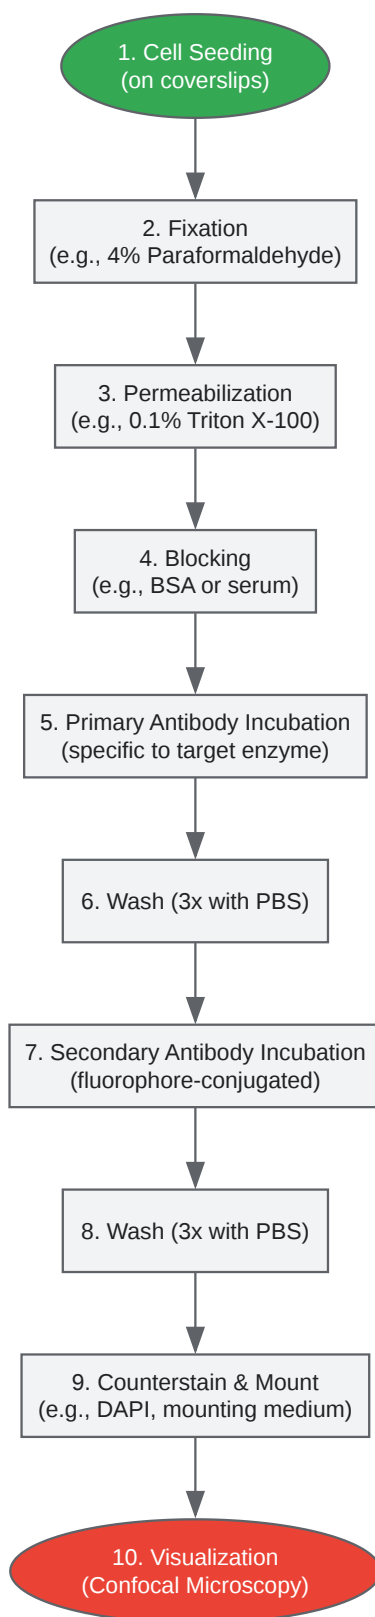 1. Cell Seeding
(on coverslips)
2. Fixation
(e.g., 4% Paraformaldehyde)
3. Permeabilization
(e.g., 0.1% Triton X-100)
4. Blocking
(e.g., BSA or serum)
5. Primary Antibody Incubation
(specific to target enzyme)
6. Wash (3x with PBS)
7. Secondary Antibody Incubation
(fluorophore-conjugated)
8. Wash (3x with PBS)
9. Counterstain & Mount
(e.g., DAPI, mounting medium)
10. Visualization
(Confocal Microscopy)